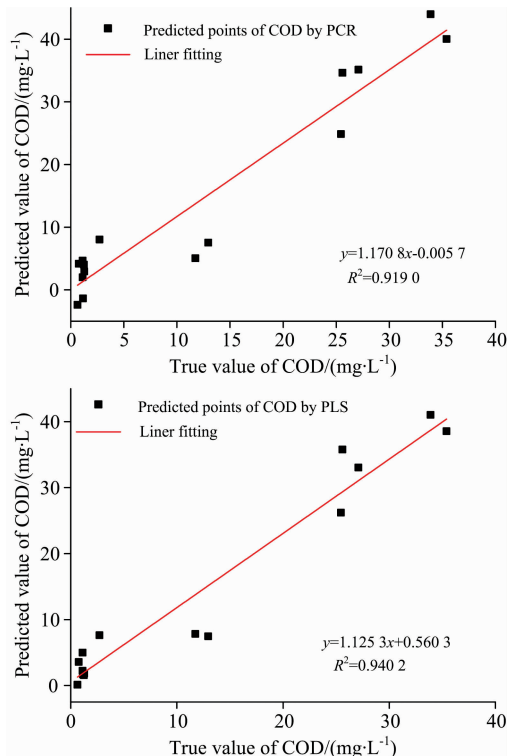 Predicted points of COD by PCR
Liner fitting
40
30
20
10
0
Predicted value of COD/(mg·L⁻¹)
y=1.170 8x-0.005 7
R²=0.919 0
0 5 10 15 20 25 30 35 40
True value of COD/(mg·L⁻¹)
Predicted points of COD by PLS
Liner fitting
40
30
20
10
0
Predicted value of COD/(mg·L⁻¹)
y=1.125 3x+0.560 3
R²=0.940 2
0 10 20 30 40
True value of COD/(mg·L⁻¹)